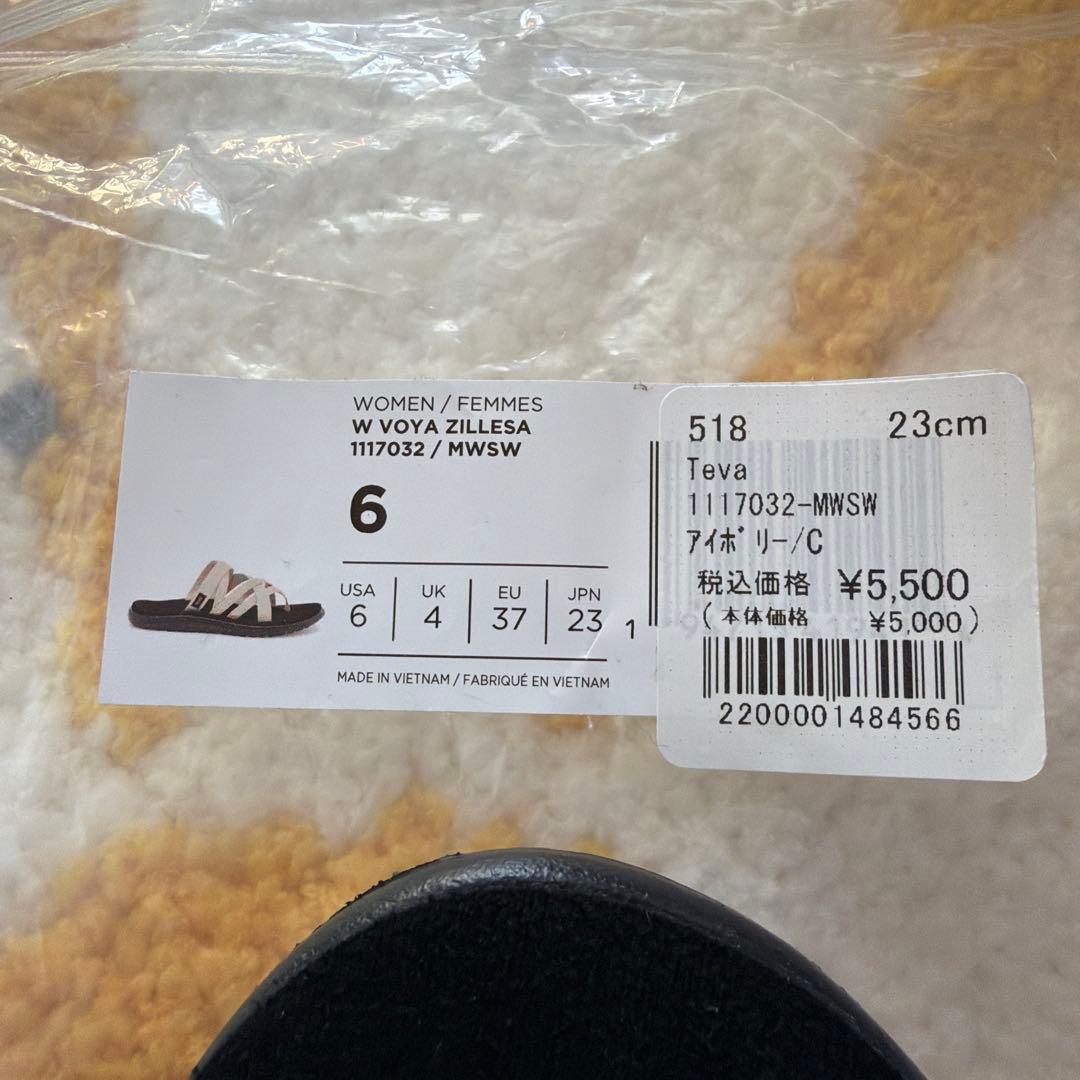 WOMEN / FEMMES
W VOYA ZILLESA
1117032 / MWSW
6
USA UK EU JPN
6 4 37 23
1
MADE IN VIETNAM / FABRIQUÉ EN VIETNAM
518 23cm
Teva
1117032-MWSW
アイボリー/C
税込価格 ¥5,500
(本体価格 ¥5,000)
2200001484566